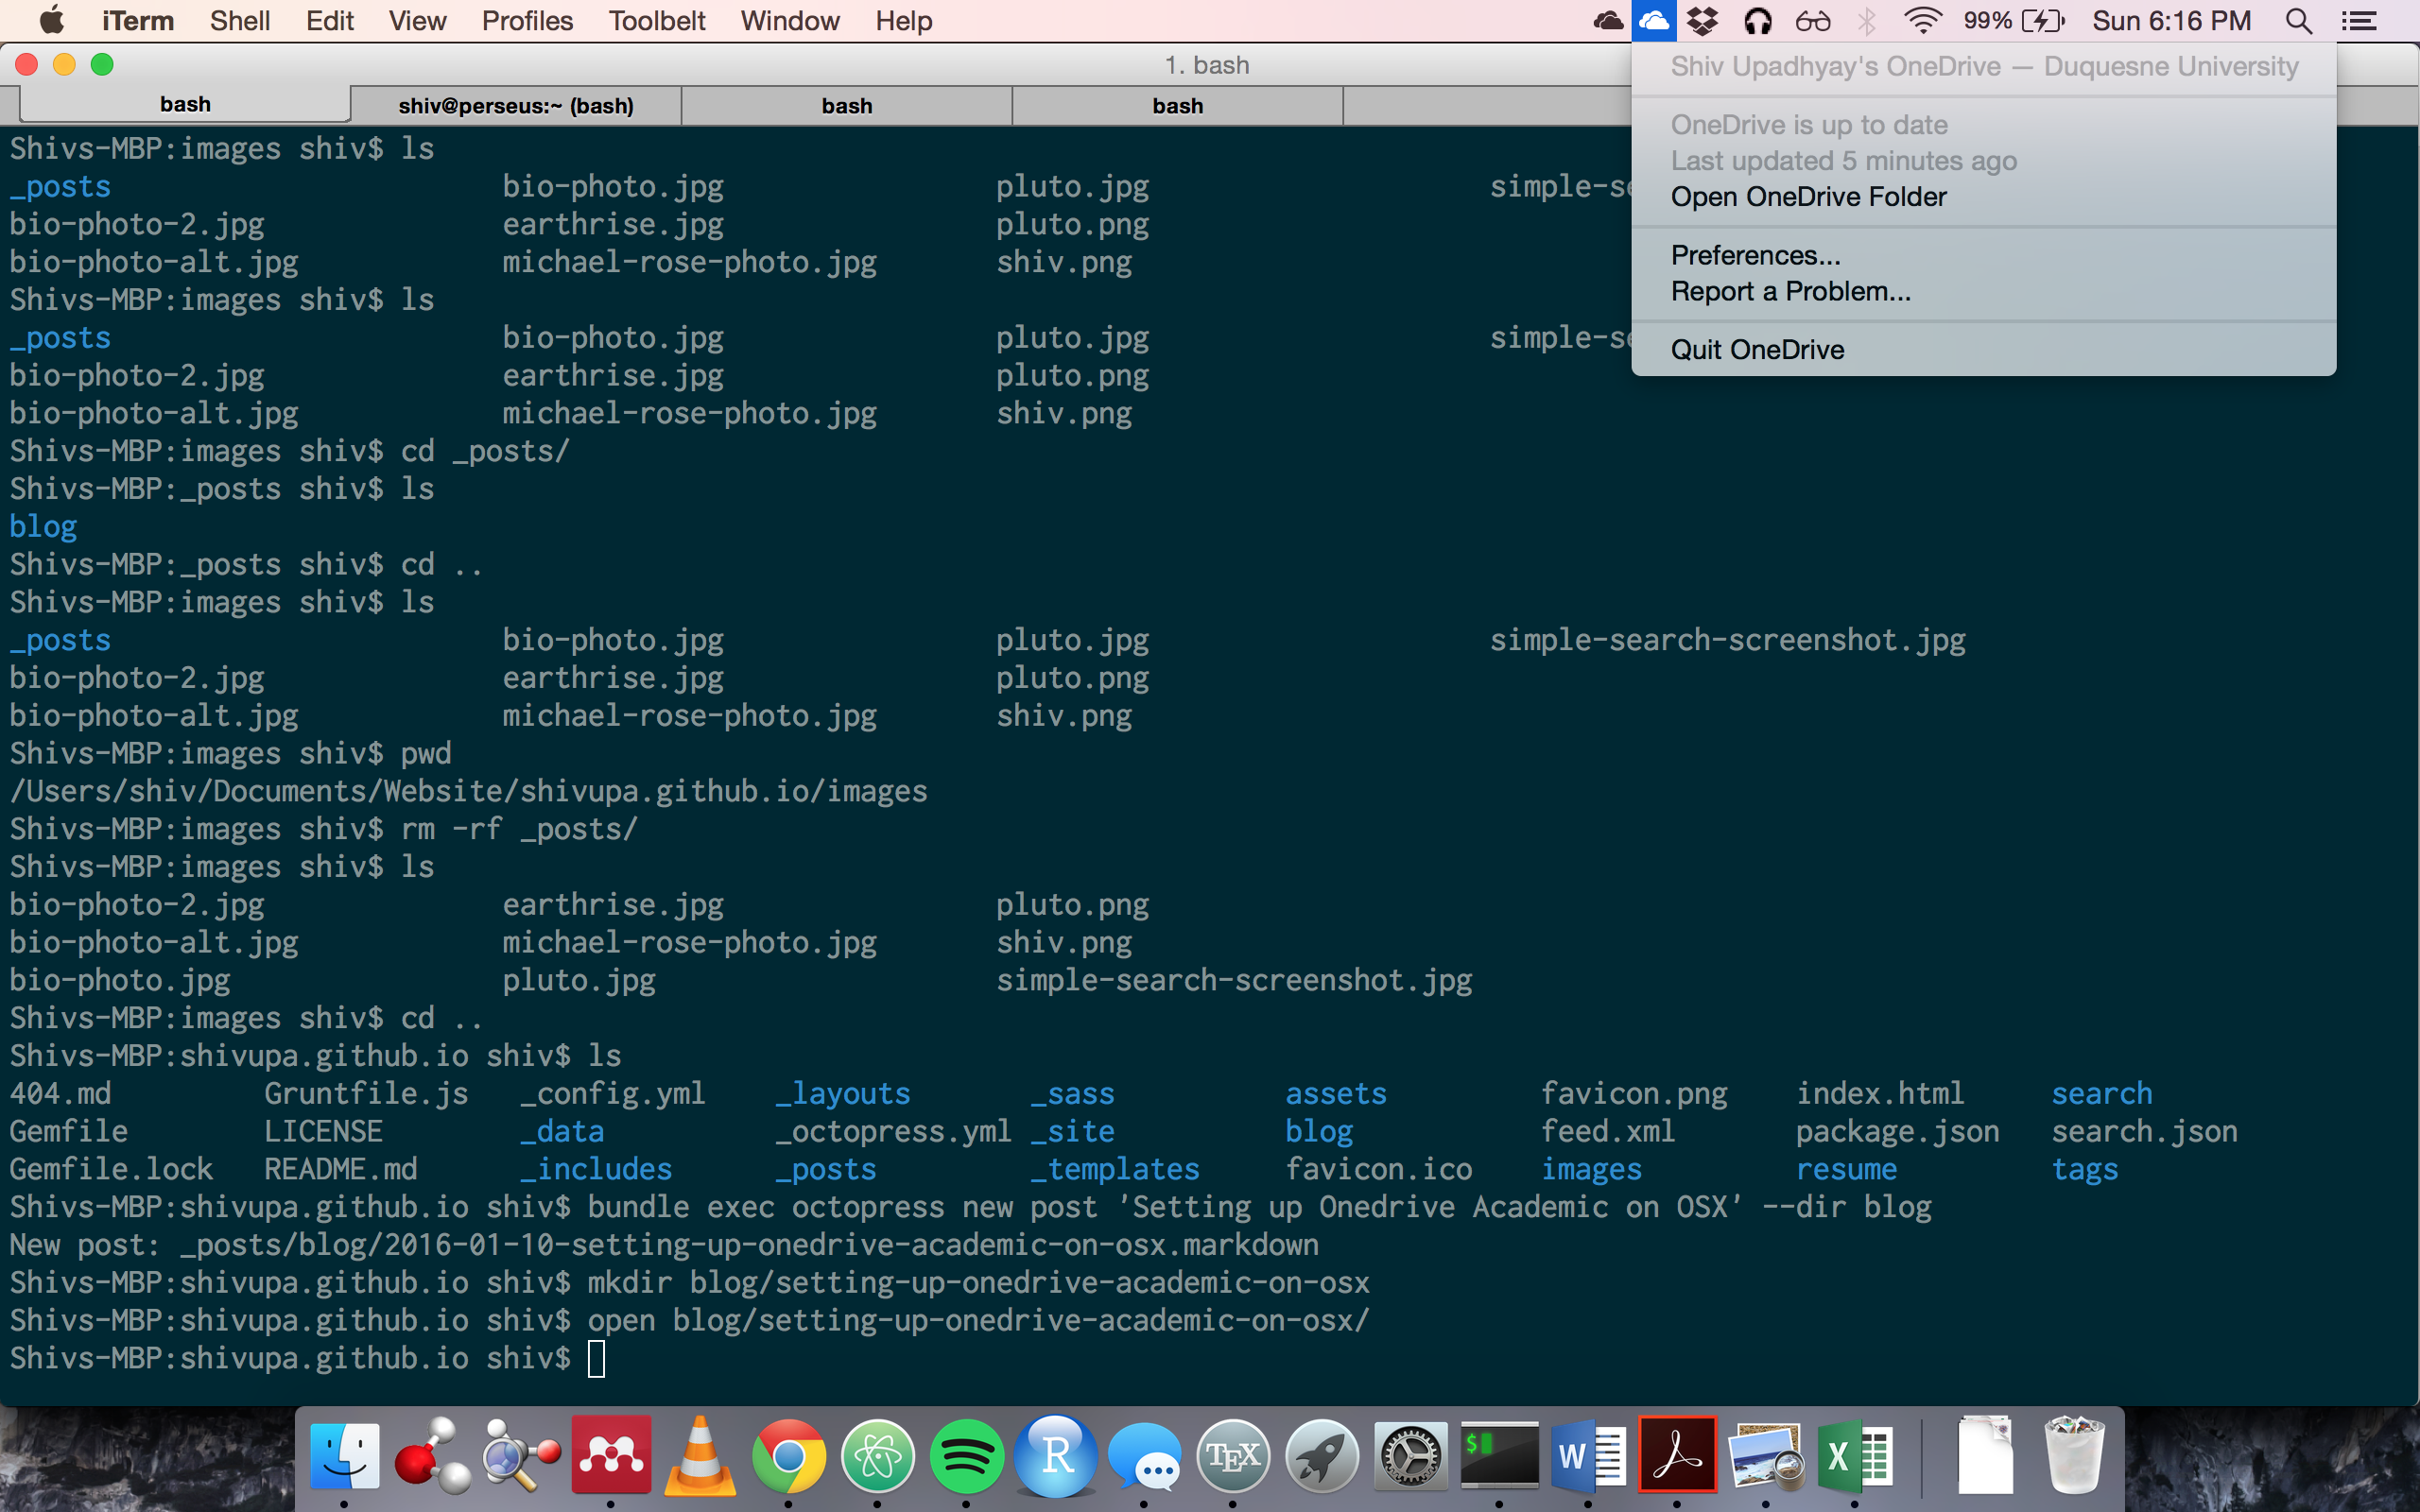 iTerm Shell Edit View Profiles Toolbelt Window Help 99% Sun 6:16 PM
1. bash
bash shiv@perseus:~ (bash) bash bash
Shiv Upadhyay's OneDrive — Duquesne University
OneDrive is up to date
Last updated 5 minutes ago
Open OneDrive Folder
Preferences...
Report a Problem...
Quit OneDrive
Shivs-MBP:images shiv$ ls
_posts bio-photo.jpg pluto.jpg simple-se
bio-photo-2.jpg earthrise.jpg pluto.png
bio-photo-alt.jpg michael-rose-photo.jpg shiv.png
Shivs-MBP:images shiv$ ls
_posts bio-photo.jpg pluto.jpg simple-se
bio-photo-2.jpg earthrise.jpg pluto.png
bio-photo-alt.jpg michael-rose-photo.jpg shiv.png
Shivs-MBP:images shiv$ cd _posts/
Shivs-MBP:_posts shiv$ ls
blog
Shivs-MBP:_posts shiv$ cd ..
Shivs-MBP:images shiv$ ls
_posts bio-photo.jpg pluto.jpg simple-search-screenshot.jpg
bio-photo-2.jpg earthrise.jpg pluto.png
bio-photo-alt.jpg michael-rose-photo.jpg shiv.png
Shivs-MBP:images shiv$ pwd
/Users/shiv/Documents/Website/shivupa.github.io/images
Shivs-MBP:images shiv$ rm -rf _posts/
Shivs-MBP:images shiv$ ls
bio-photo-2.jpg earthrise.jpg pluto.png
bio-photo-alt.jpg michael-rose-photo.jpg shiv.png
bio-photo.jpg pluto.jpg simple-search-screenshot.jpg
Shivs-MBP:images shiv$ cd ..
Shivs-MBP:shivupa.github.io shiv$ ls
404.md Gruntfile.js _config.yml _layouts _sass assets favicon.png index.html search
Gemfile LICENSE _data _octopress.yml _site blog feed.xml package.json search.json
Gemfile.lock README.md _includes _posts _templates favicon.ico images resume tags
Shivs-MBP:shivupa.github.io shiv$ bundle exec octopress new post 'Setting up Onedrive Academic on OSX' --dir blog
New post: _posts/blog/2016-01-10-setting-up-onedrive-academic-on-osx.markdown
Shivs-MBP:shivupa.github.io shiv$ mkdir blog/setting-up-onedrive-academic-on-osx
Shivs-MBP:shivupa.github.io shiv$ open blog/setting-up-onedrive-academic-on-osx/
Shivs-MBP:shivupa.github.io shiv$
R TEX $ W X